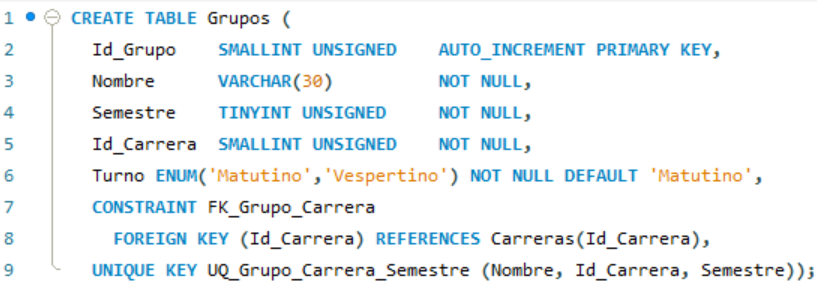 1 CREATE TABLE Grupos (
2 Id_Grupo SMALLINT UNSIGNED AUTO_INCREMENT PRIMARY KEY,
3 Nombre VARCHAR(30) NOT NULL,
4 Semestre TINYINT UNSIGNED NOT NULL,
5 Id_Carrera SMALLINT UNSIGNED NOT NULL,
6 Turno ENUM('Matutino','Vespertino') NOT NULL DEFAULT 'Matutino',
7 CONSTRAINT FK_Grupo_Carrera
8 FOREIGN KEY (Id_Carrera) REFERENCES Carreras(Id_Carrera),
9 UNIQUE KEY UQ_Grupo_Carrera_Semestre (Nombre, Id_Carrera, Semestre));